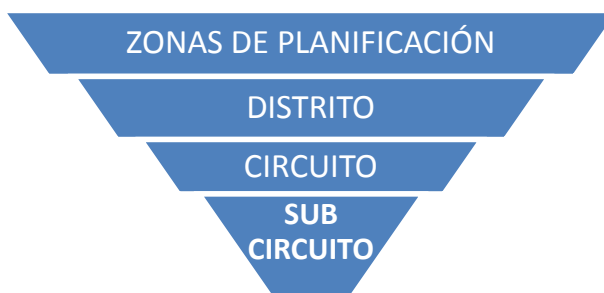 ZONAS DE PLANIFICACIÓN
DISTRITO
CIRCUITO
SUB
CIRCUITO